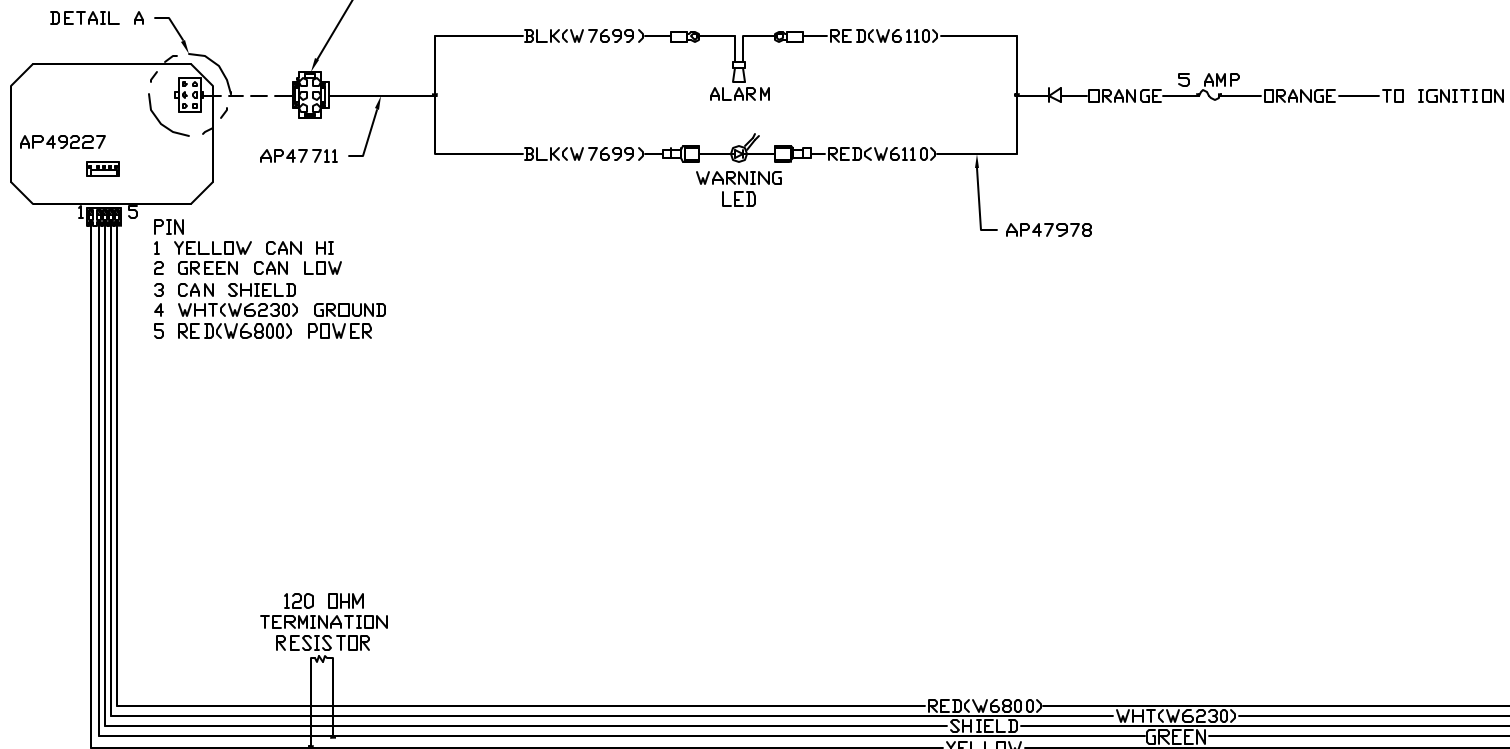 DETAIL A
BLK(W7699)
RED(W6110)
ALARM
5 AMP
ORANGE
ORANGE
TO IGNITION
AP49227
AP47711
BLK(W7699)
RED(W6110)
WARNING
LED
AP47978
1
5
PIN
1 YELLOW CAN HI
2 GREEN CAN LOW
3 CAN SHIELD
4 WHT(W6230) GROUND
5 RED(W6800) POWER
120 OHM
TERMINATION
RESISTOR
RED(W6800)
WHT(W6230)
SHIELD
GREEN
YELLOW